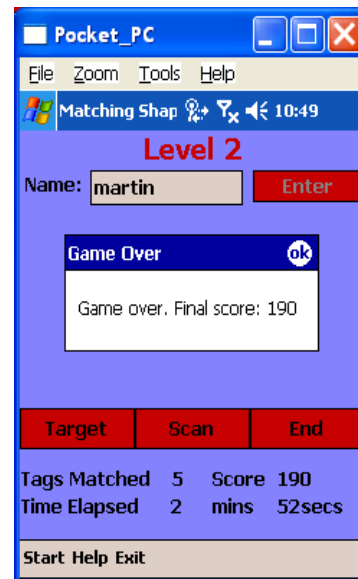 Pocket_PC
File Zoom Tools Help
Matching Shap 10:49
Level 2
Name: martin Enter
Game Over ok
Game over. Final score: 190
Target Scan End
Tags Matched 5 Score 190
Time Elapsed 2 mins 52secs
Start Help Exit